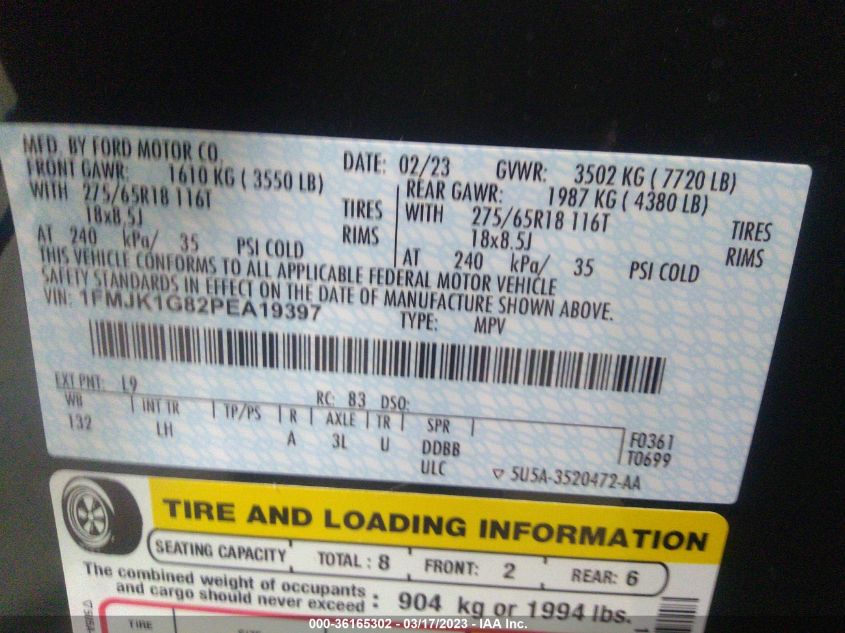 MFD. BY FORD MOTOR CO.
DATE: 02/23 GVWR: 3502 KG ( 7720 LB)
FRONT GAWR: 1610 KG ( 3550 LB)
WITH 275/65R18 116T TIRES
18x8.5J RIMS
AT 240 kPa/ 35 PSI COLD
REAR GAWR: 1987 KG ( 4380 LB)
WITH 275/65R18 116T TIRES
18x8.5J RIMS
AT 240 kPa/ 35 PSI COLD
THIS VEHICLE CONFORMS TO ALL APPLICABLE FEDERAL MOTOR VEHICLE
SAFETY STANDARDS IN EFFECT ON THE DATE OF MANUFACTURE SHOWN ABOVE.
VIN: 1FMJK1G82PEA19397 TYPE: MPV
EXT PNT: L9 RC: 83 DSO:
WB INT TR TP/PS R AXLE TR SPR
132 LH A 3L U DDBB
ULC
F0361
T0699
5U5A-3520472-AA
TIRE AND LOADING INFORMATION
SEATING CAPACITY TOTAL : 8 FRONT: 2 REAR: 6
The combined weight of occupants
and cargo should never exceed : 904 kg or 1994 lbs.
TIRE
000-36165302 - 03/17/2023 - IAA Inc.